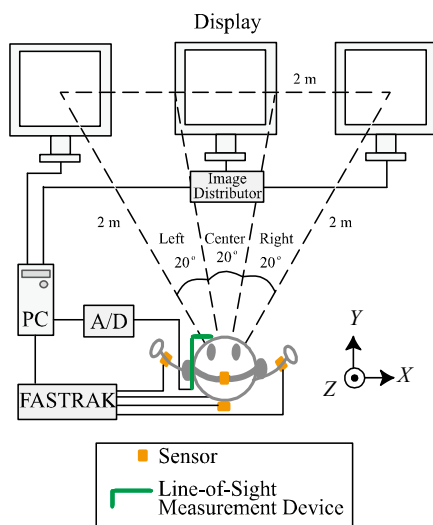 Display
2 m
Image
Distributor
2 m
2 m
Left
Center
Right
20°
20°
20°
PC
A/D
FASTRAK
Y
Z
X
Sensor
Line-of-Sight
Measurement Device